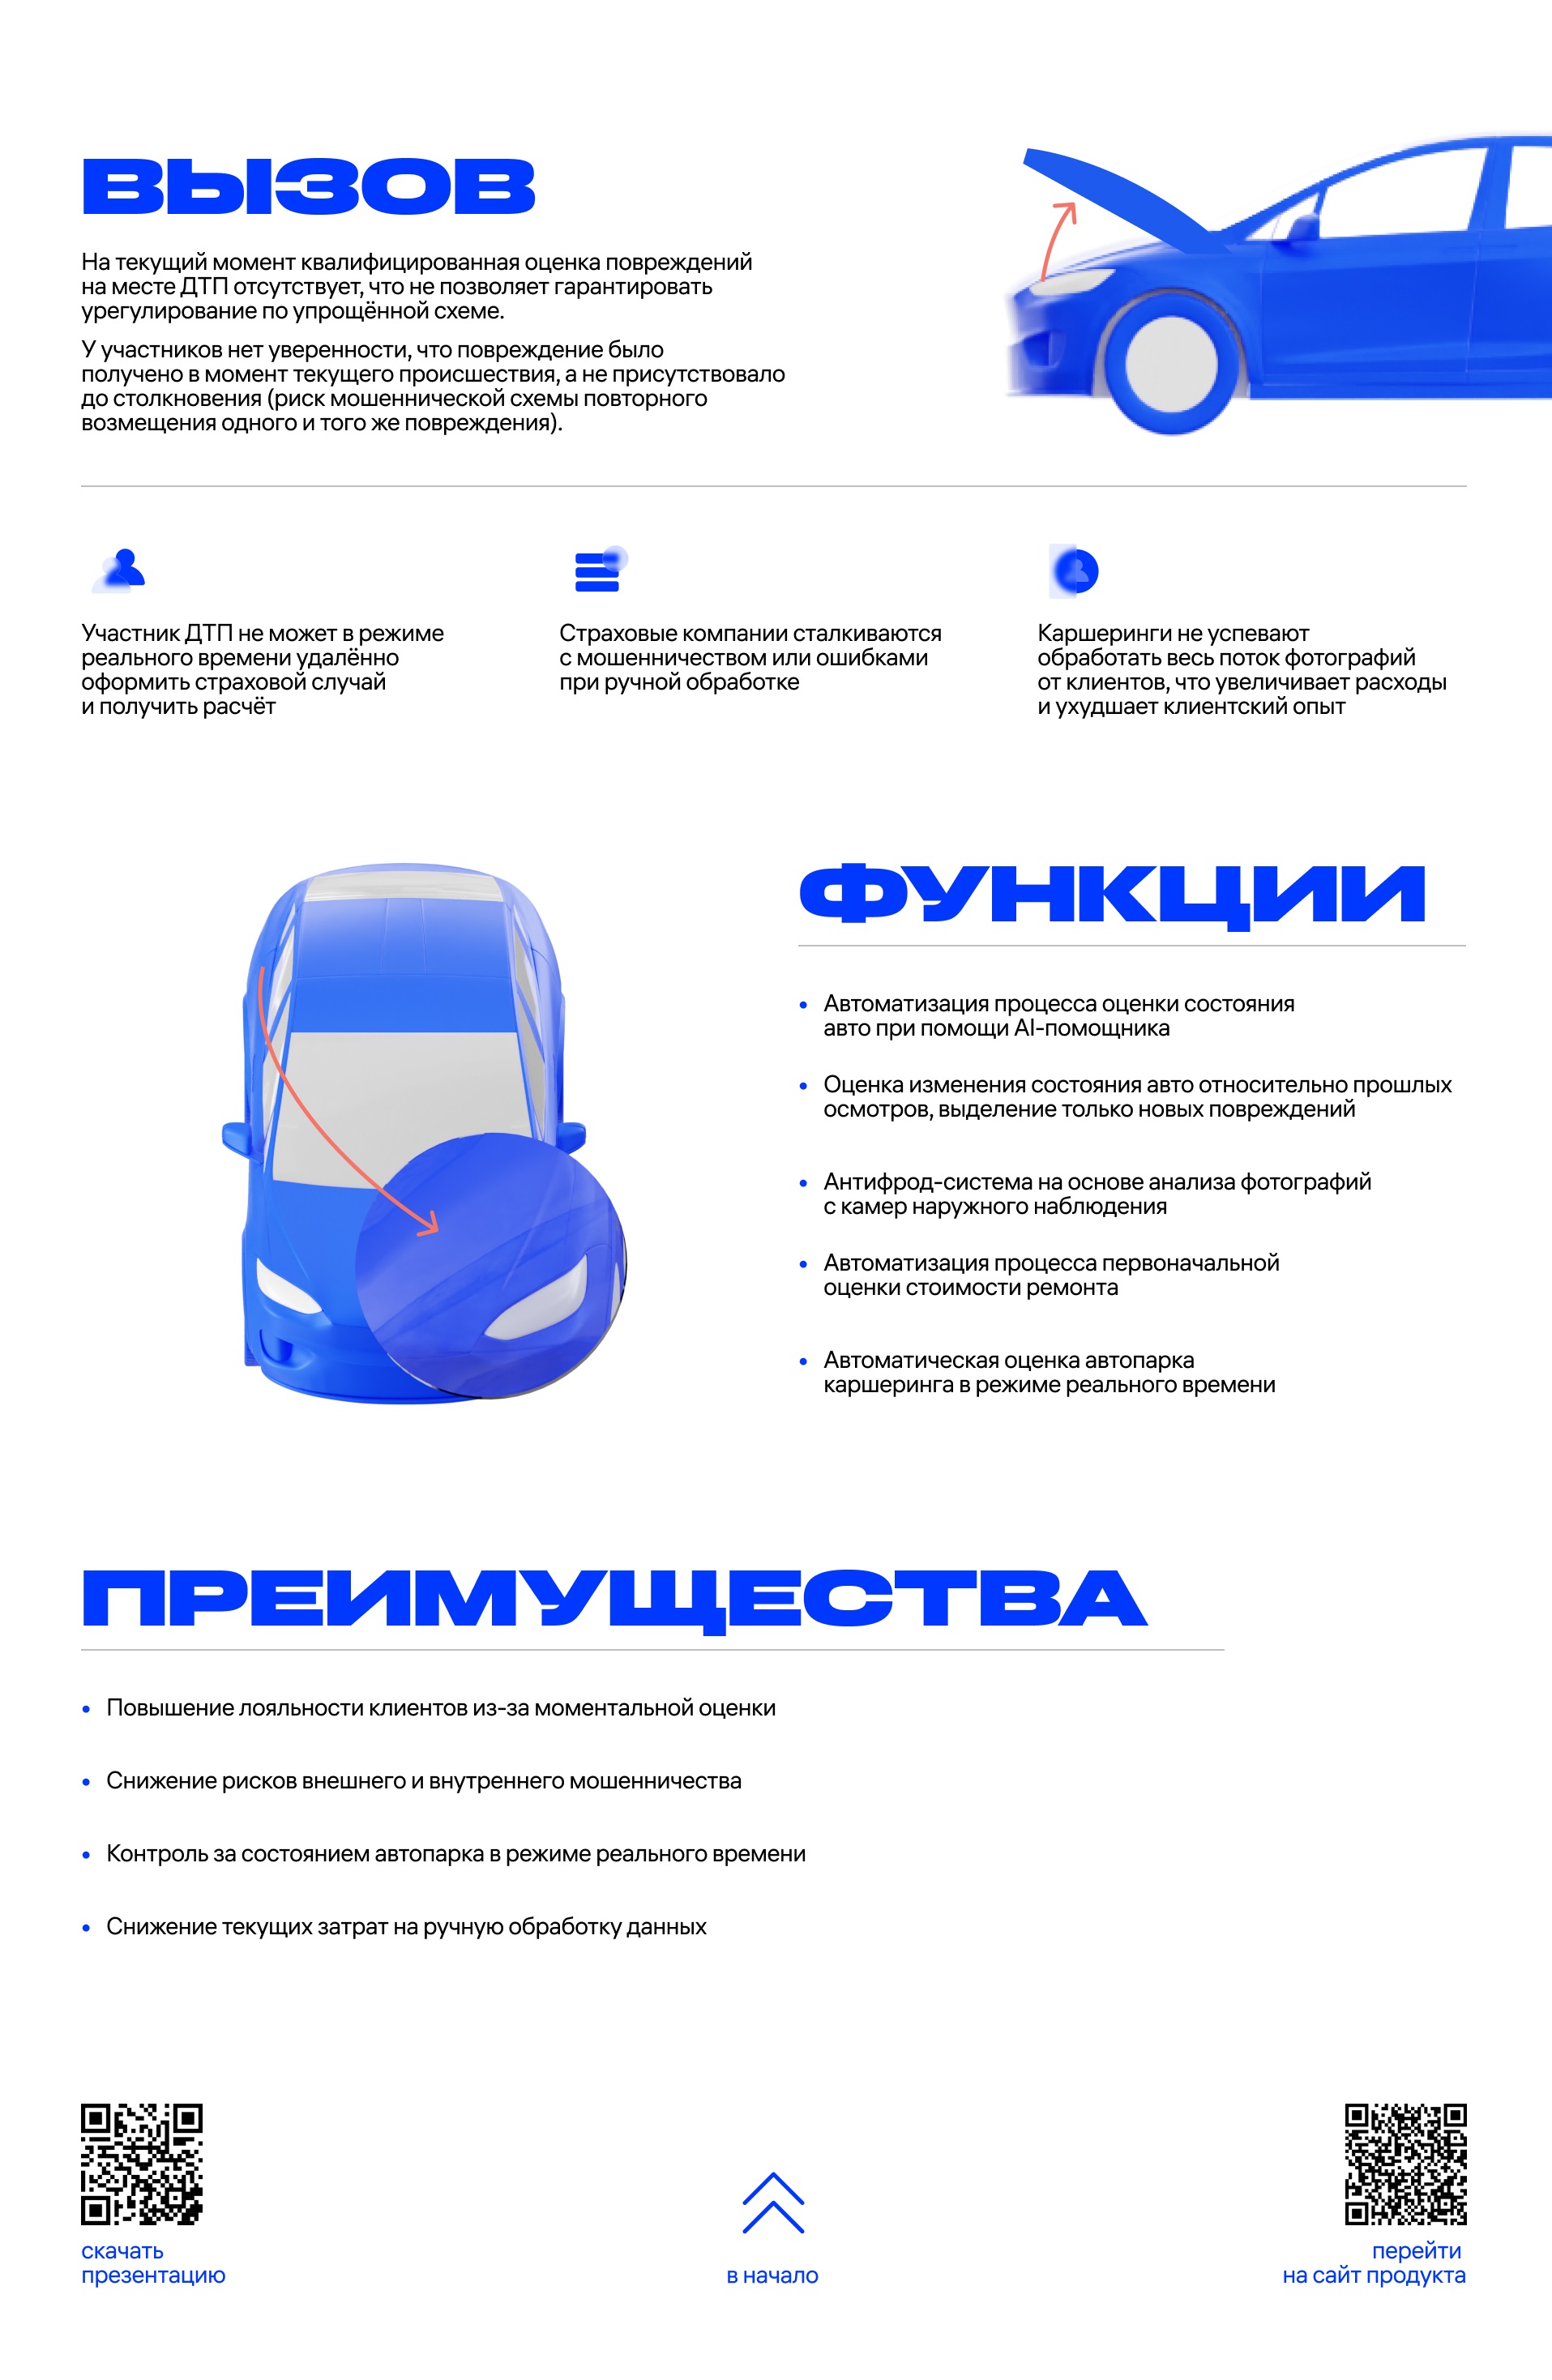 ВЫЗОВ
На текущий момент квалифицированная оценка повреждений
на месте ДТП отсутствует, что не позволяет гарантировать
урегулирование по упрощённой схеме.
У участников нет уверенности, что повреждение было
получено в момент текущего происшествия, а не присутствовало
до столкновения (риск мошеннической схемы повторного
возмещения одного и того же повреждения).
Участник ДТП не может в режиме
реального времени удалённо
оформить страховой случай
и получить расчёт
Страховые компании сталкиваются
с мошенничеством или ошибками
при ручной обработке
Каршеринги не успевают
обработать весь поток фотографий
от клиентов, что увеличивает расходы
и ухудшает клиентский опыт
ФУНКЦИИ
• Автоматизация процесса оценки состояния
авто при помощи AI-помощника
• Оценка изменения состояния авто относительно прошлых
осмотров, выделение только новых повреждений
• Антифрод-система на основе анализа фотографий
с камер наружного наблюдения
• Автоматизация процесса первоначальной
оценки стоимости ремонта
• Автоматическая оценка автопарка
каршеринга в режиме реального времени
ПРЕИМУЩЕСТВА
• Повышение лояльности клиентов из-за моментальной оценки
• Снижение рисков внешнего и внутреннего мошенничества
• Контроль за состоянием автопарка в режиме реального времени
• Снижение текущих затрат на ручную обработку данных
скачать
презентацию
в начало
перейти
на сайт продукта